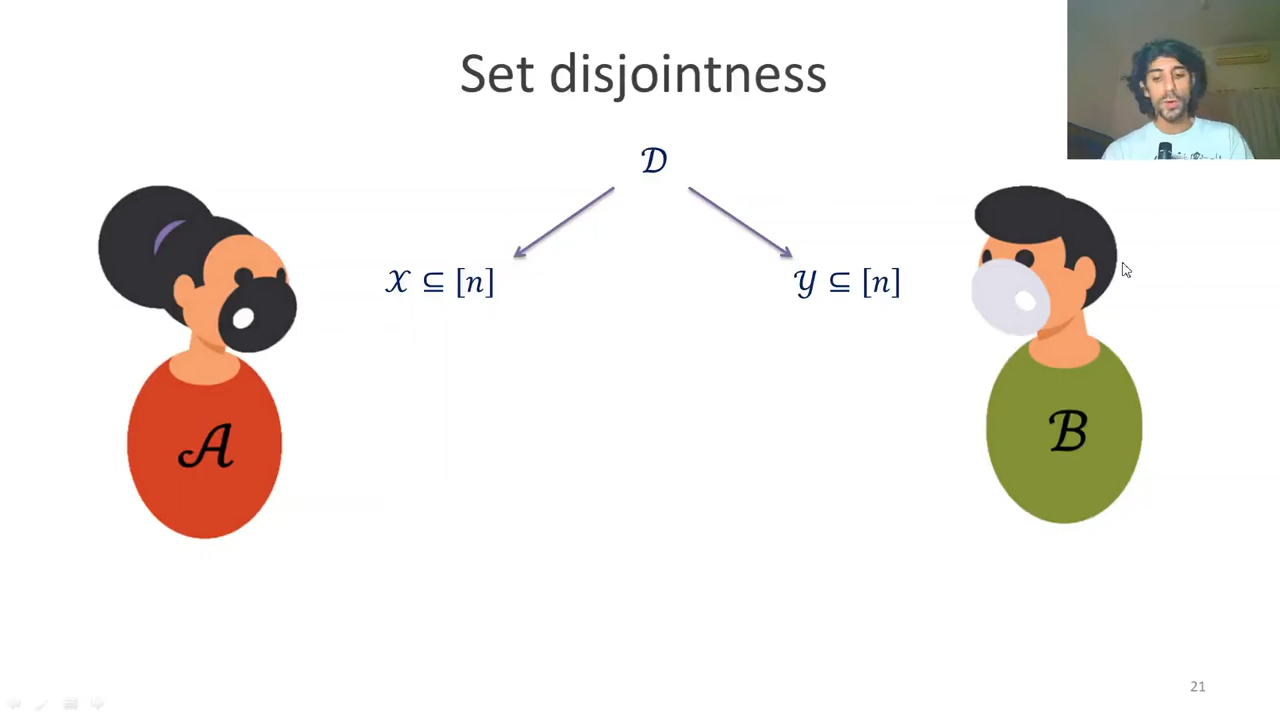 Set disjointness
𝒟
𝒳 ⊆ [n]
𝒴 ⊆ [n]
𝒜
ℬ
21